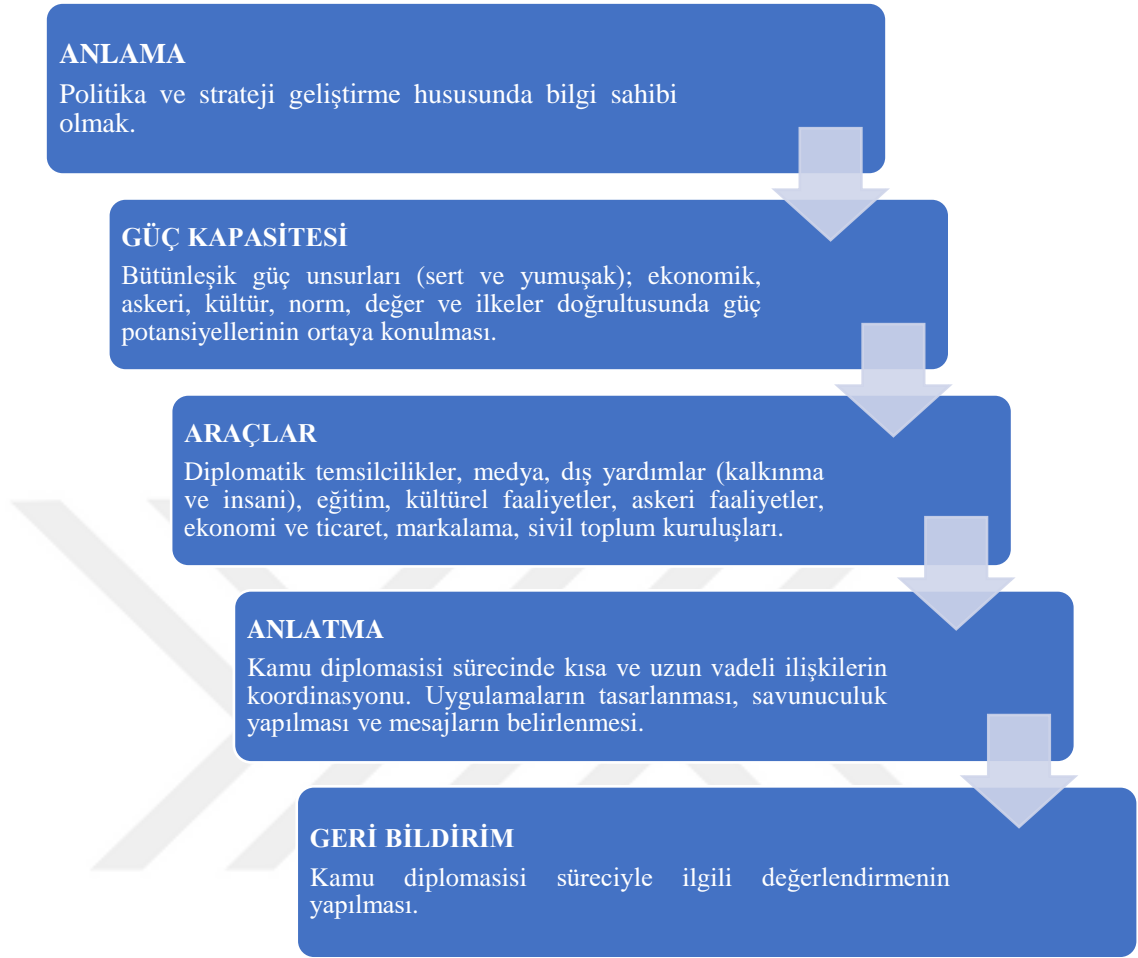 ANLAMA
Politika ve strateji geliştirme hususunda bilgi sahibi
olmak.
GÜÇ KAPASİTESİ
Bütünleşik güç unsurları (sert ve yumuşak); ekonomik,
askeri, kültür, norm, değer ve ilkeler doğrultusunda güç
potansiyellerinin ortaya konulması.
ARAÇLAR
Diplomatik temsilcilikler, medya, dış yardımlar (kalkınma
ve insani), eğitim, kültürel faaliyetler, askeri faaliyetler,
ekonomi ve ticaret, markalama, sivil toplum kuruluşları.
ANLATMA
Kamu diplomasisi sürecinde kısa ve uzun vadeli ilişkilerin
koordinasyonu. Uygulamaların tasarlanması, savunuculuk
yapılması ve mesajların belirlenmesi.
GERİ BİLDİRİM
Kamu diplomasisi süreciyle ilgili değerlendirmenin
yapılması.